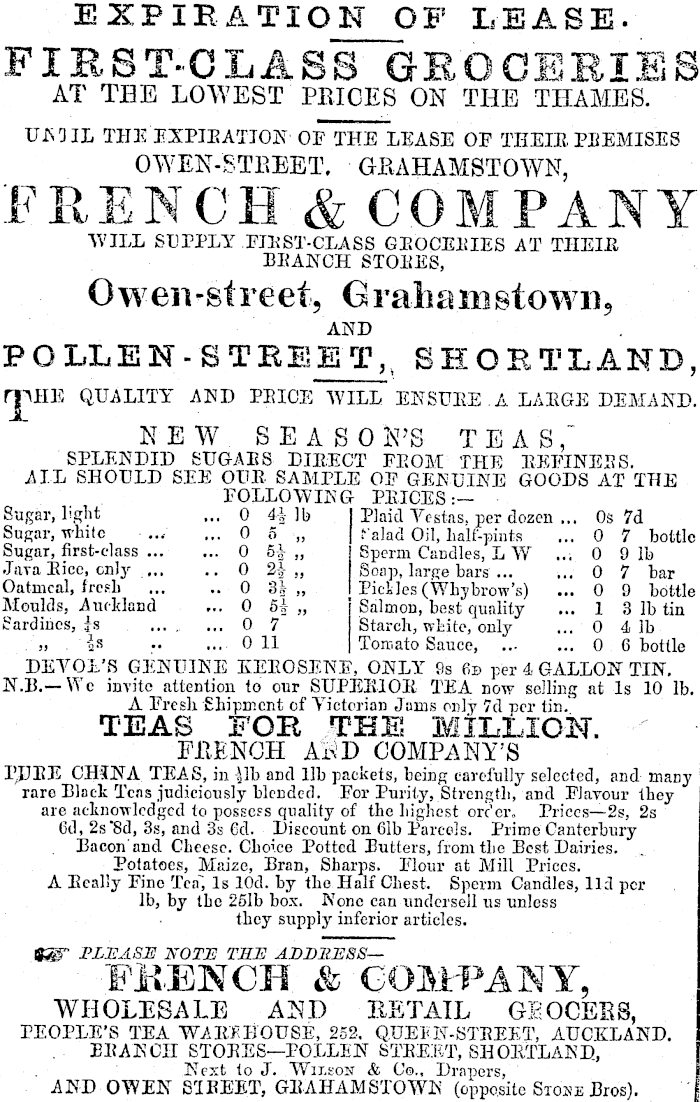 EXPIRATION OF LEASE.
FIRST-CLASS GROCERIES
AT THE LOWEST PRICES ON THE THAMES.
UNTIL THE EXPIRATION OF THE LEASE OF THEIR PREMISES
OWEN-STREET, GRAHAMSTOWN,
FRENCH & COMPANY
WILL SUPPLY FIRST-CLASS GROCERIES AT THEIR
BRANCH STORES,
Owen-street, Grahamstown,
AND
POLLEN-STREET, SHORTLAND,
THE QUALITY AND PRICE WILL ENSURE A LARGE DEMAND.
NEW SEASON'S TEAS,
SPLENDID SUGARS DIRECT FROM THE REFINERS.
ALL SHOULD SEE OUR SAMPLE OF GENUINE GOODS AT THE
FOLLOWING PRICES:—
Sugar, light ... 0 4½ lb
Sugar, white ... ... 0 5 „
Sugar, first-class ... ... 0 5½ „
Java Rice, only ... .. 0 2½ „
Oatmeal, fresh ... .. 0 3½ „
Moulds, Auckland ... 0 5½ „
Sardines, ¼s ... ... 0 7
„ ½s .. ... 0 11
Plaid Vestas, per dozen ... 0s 7d
Salad Oil, half-pints ... 0 7 bottle
Sperm Candles, L W ... 0 9 lb
Soap, large bars ... ... 0 7 bar
Pickles (Whybrow's) ... 0 9 bottle
Salmon, best quality ... 1 3 lb tin
Starch, white, only ... 0 4 lb
Tomato Sauce, ... ... 0 6 bottle
DEVOE'S GENUINE KEROSENE, ONLY 9s 6D per 4 GALLON TIN.
N.B.—We invite attention to our SUPERIOR TEA now selling at 1s 10 lb.
A Fresh Shipment of Victorian Jams only 7d per tin.
TEAS FOR THE MILLION.
FRENCH AND COMPANY'S
PURE CHINA TEAS, in ½lb and 1lb packets, being carefully selected, and many
rare Black Teas judiciously blended. For Purity, Strength, and Flavour they
are acknowledged to possess quality of the highest order. Prices—2s, 2s
6d, 2s 8d, 3s, and 3s 6d. Discount on 6lb Parcels. Prime Canterbury
Bacon and Cheese. Choice Potted Butters, from the Best Dairies.
Potatoes, Maize, Bran, Sharps. Flour at Mill Prices.
A Really Fine Tea, 1s 10d. by the Half Chest. Sperm Candles, 11d per
lb, by the 25lb box. None can undersell us unless
they supply inferior articles.
☞ PLEASE NOTE THE ADDRESS—
FRENCH & COMPANY,
WHOLESALE AND RETAIL GROCERS,
PEOPLE'S TEA WAREHOUSE, 252, QUEEN-STREET, AUCKLAND.
BRANCH STORES—POLLEN STREET, SHORTLAND,
Next to J. WILSON & Co., Drapers,
AND OWEN STREET, GRAHAMSTOWN (opposite STONE Bros).